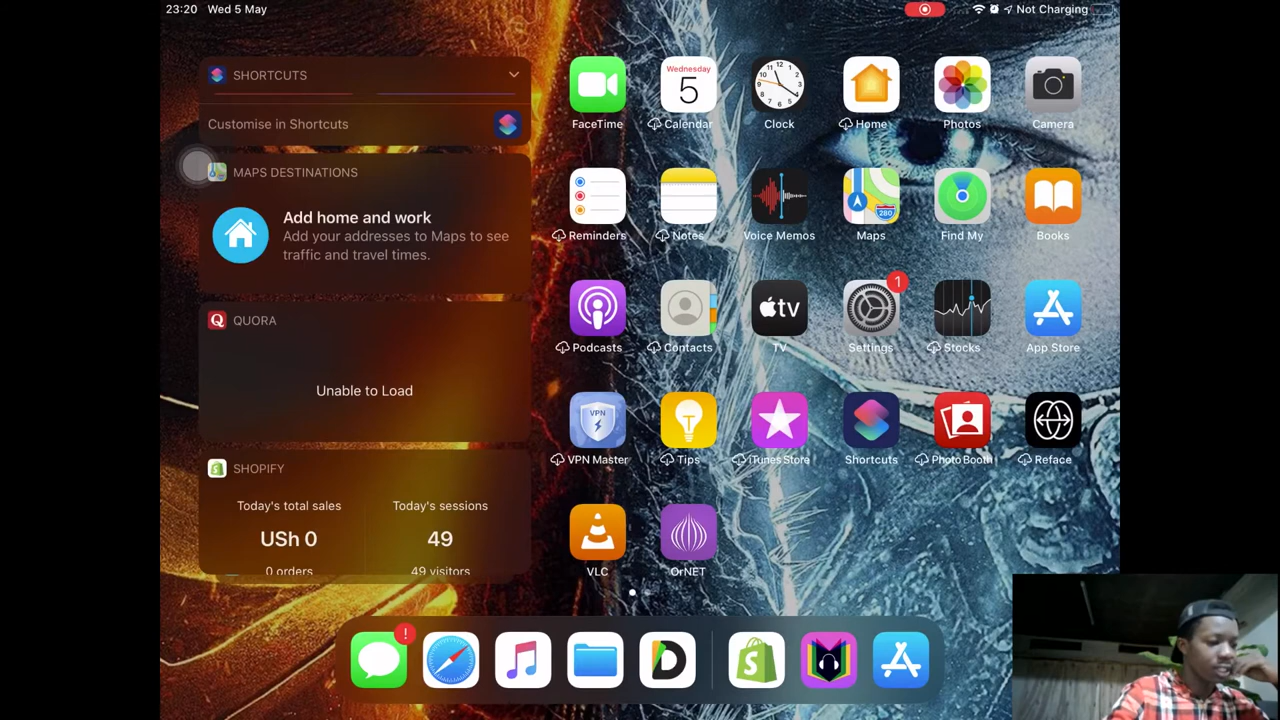 23:20 Wed 5 May
Not Charging
SHORTCUTS
Customise in Shortcuts
MAPS DESTINATIONS
Add home and work
Add your addresses to Maps to see
traffic and travel times.
QUORA
Unable to Load
SHOPIFY
Today's total sales
Today's sessions
USh 0
49
0 orders
49 visitors
Wednesday
5
FaceTime
Calendar
Clock
Home
Photos
Camera
280
Reminders
Notes
Voice Memos
Maps
Find My
Books
tv
1
Podcasts
Contacts
TV
Settings
Stocks
App Store
VPN
VPN Master
Tips
iTunes Store
Shortcuts
Photo Booth
Reface
VLC
OrNET